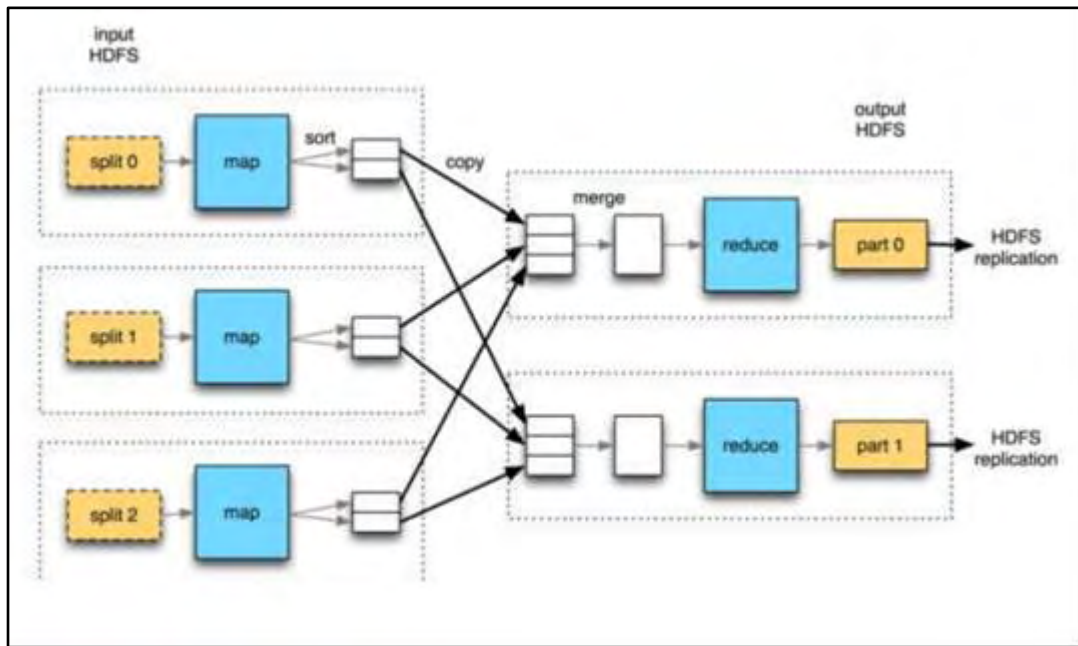 input
HDFS
output
HDFS
split 0
map
sort
copy
merge
reduce
part 0
HDFS
replication
split 1
map
split 2
map
reduce
part 1
HDFS
replication